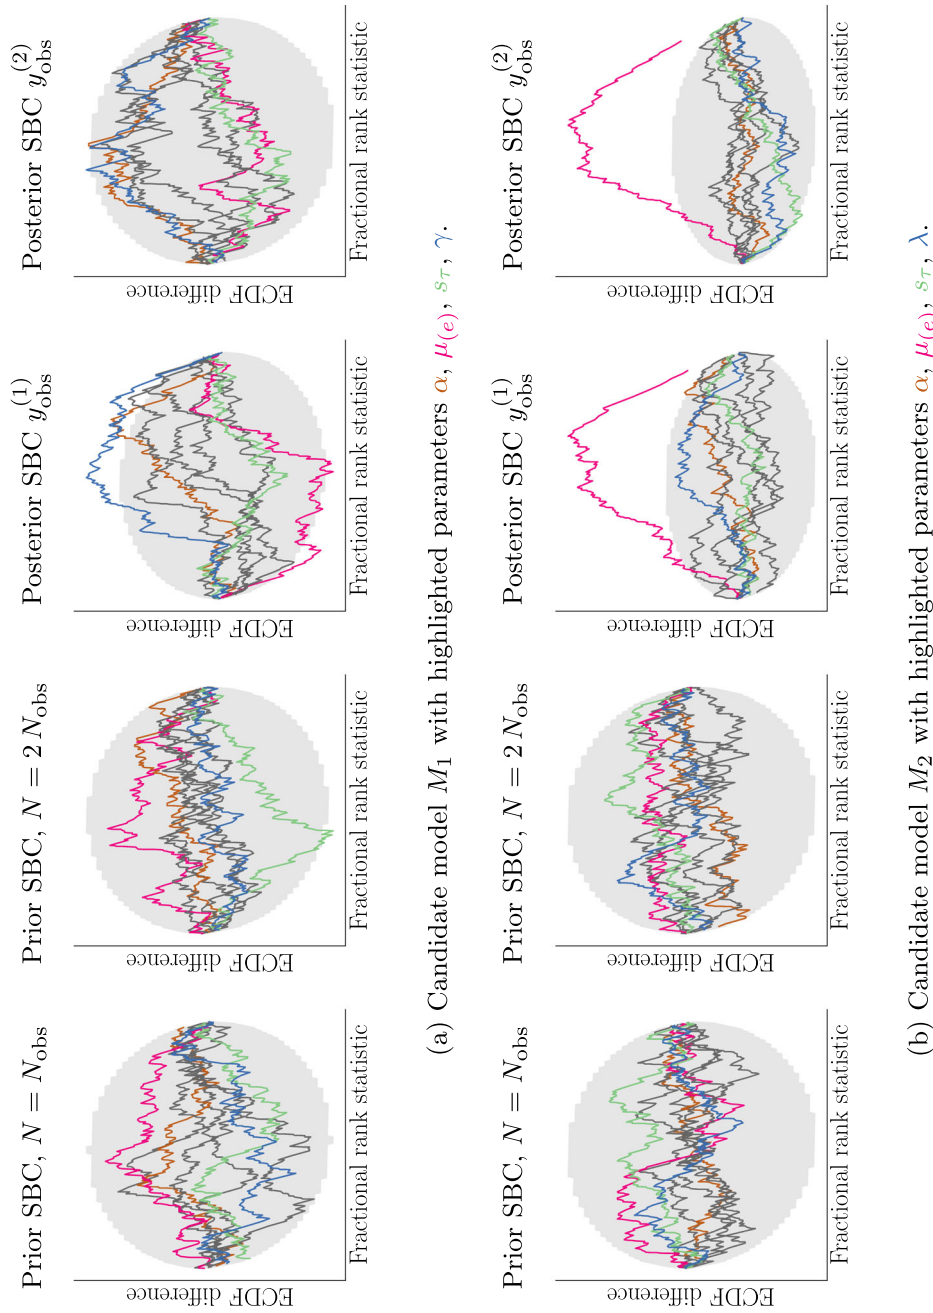 Prior SBC, N = N_obs
Prior SBC, N = 2 N_obs
Posterior SBC y_obs^(1)
Posterior SBC y_obs^(2)
ECDF difference
ECDF difference
ECDF difference
ECDF difference
Fractional rank statistic
Fractional rank statistic
Fractional rank statistic
Fractional rank statistic
(a) Candidate model M_1 with highlighted parameters α, μ_(e), s_τ, γ.
Prior SBC, N = N_obs
Prior SBC, N = 2 N_obs
Posterior SBC y_obs^(1)
Posterior SBC y_obs^(2)
ECDF difference
ECDF difference
ECDF difference
ECDF difference
Fractional rank statistic
Fractional rank statistic
Fractional rank statistic
Fractional rank statistic
(b) Candidate model M_2 with highlighted parameters α, μ_(e), s_τ, λ.